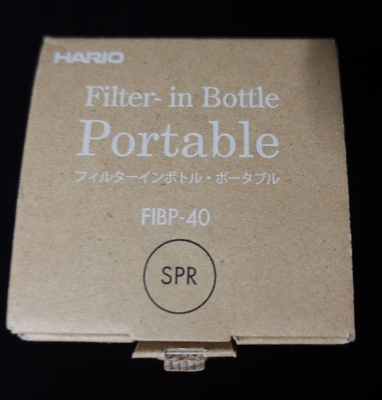 HARIO
Filter- in Bottle
Portable
フィルターインボトル・ポータブル
FIBP-40
SPR